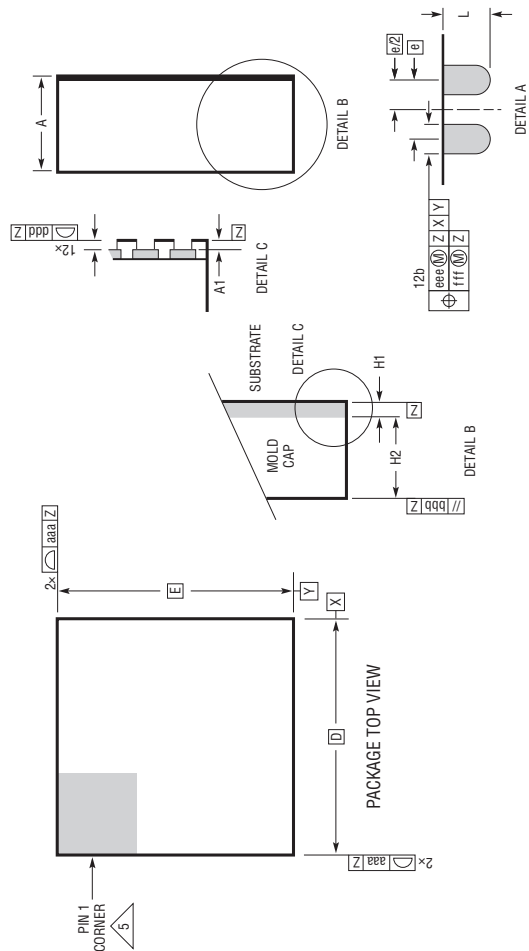 A
DETAIL B
e/2
e
L
DETAIL A
12b
eee Ⓜ Z X Y
fff Ⓜ Z
ddd Z
12×
Z
A1
DETAIL C
SUBSTRATE
DETAIL C
MOLD
CAP
H1
H2
Z
// bbb Z
DETAIL B
2×
aaa Z
E
Y
X
D
PACKAGE TOP VIEW
PIN 1
CORNER
5
aaa Z
2×